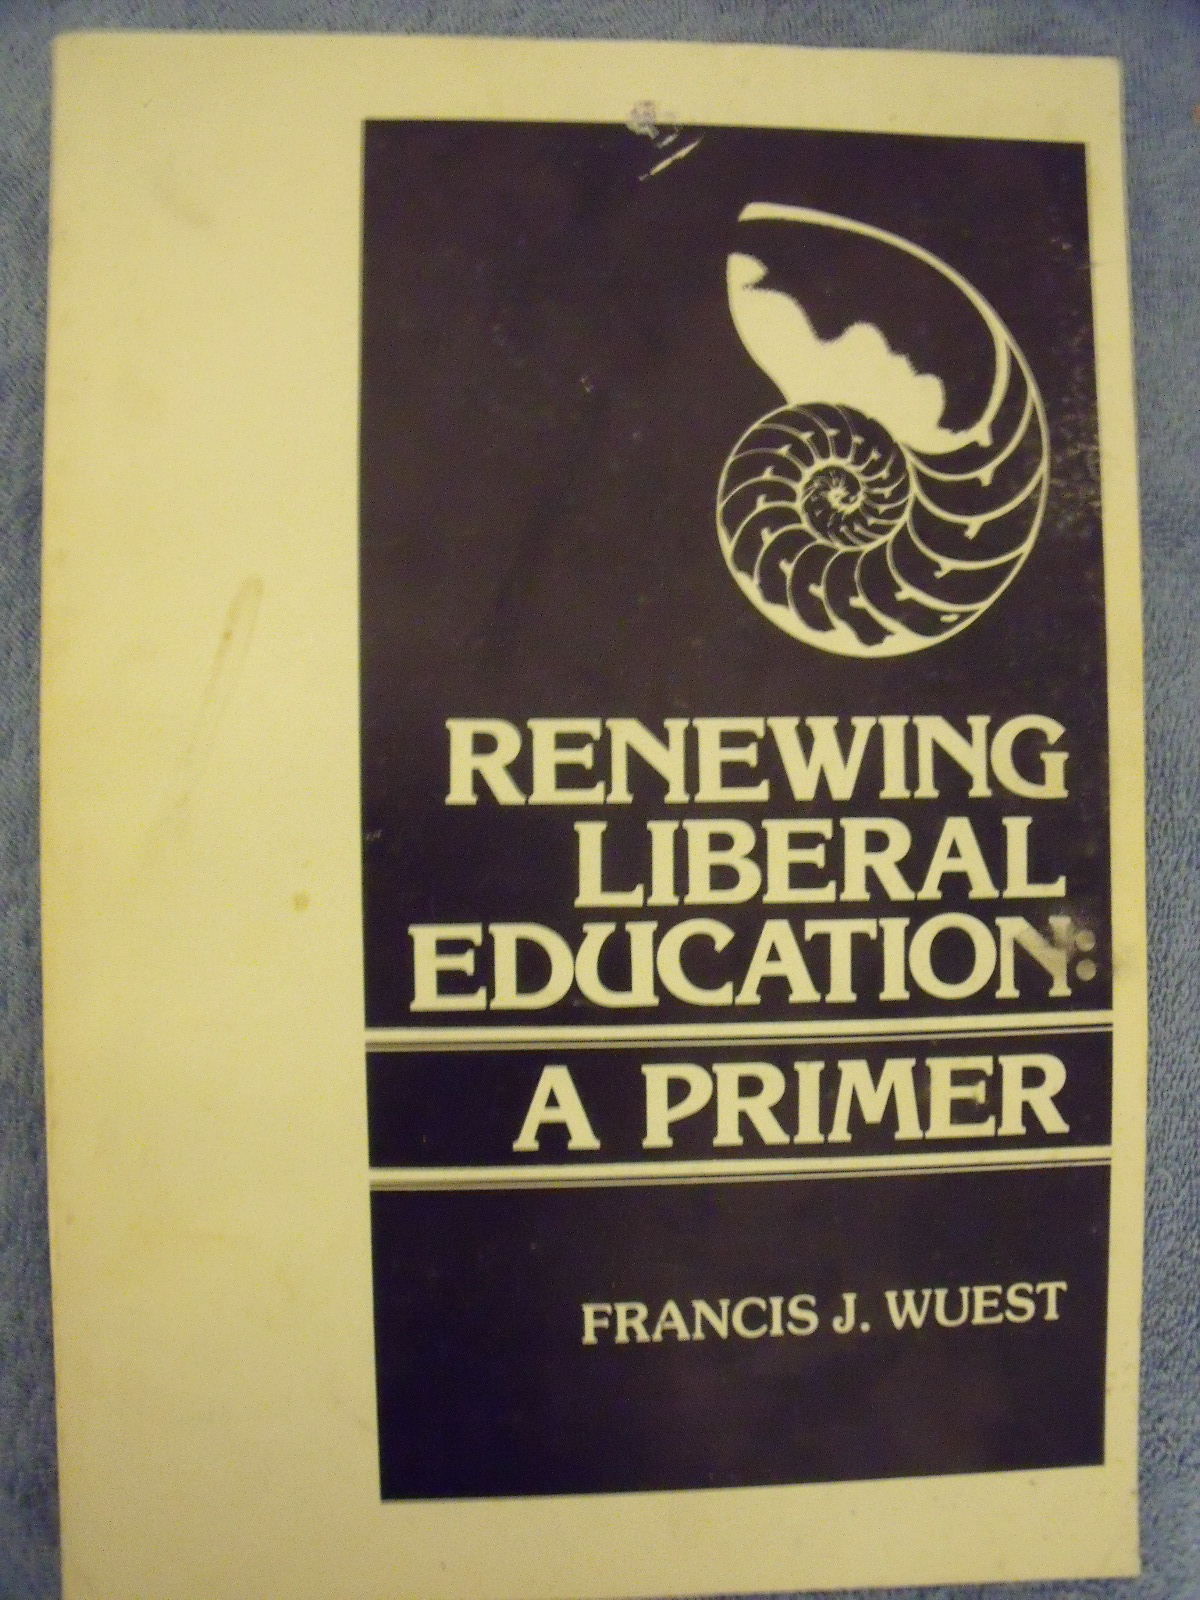 RENEWING
LIBERAL
EDUCATION:
A PRIMER
FRANCIS J. WUEST